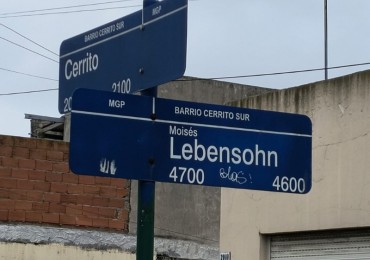 BARRIO CERRITO SUR MGP
Cerrito
2100
MGP BARRIO CERRITO SUR
Moisés
Lebensohn
4700 4600